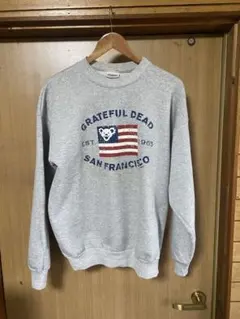 GRATEFUL DEAD
EST. 1965
SAN FRANCISCO